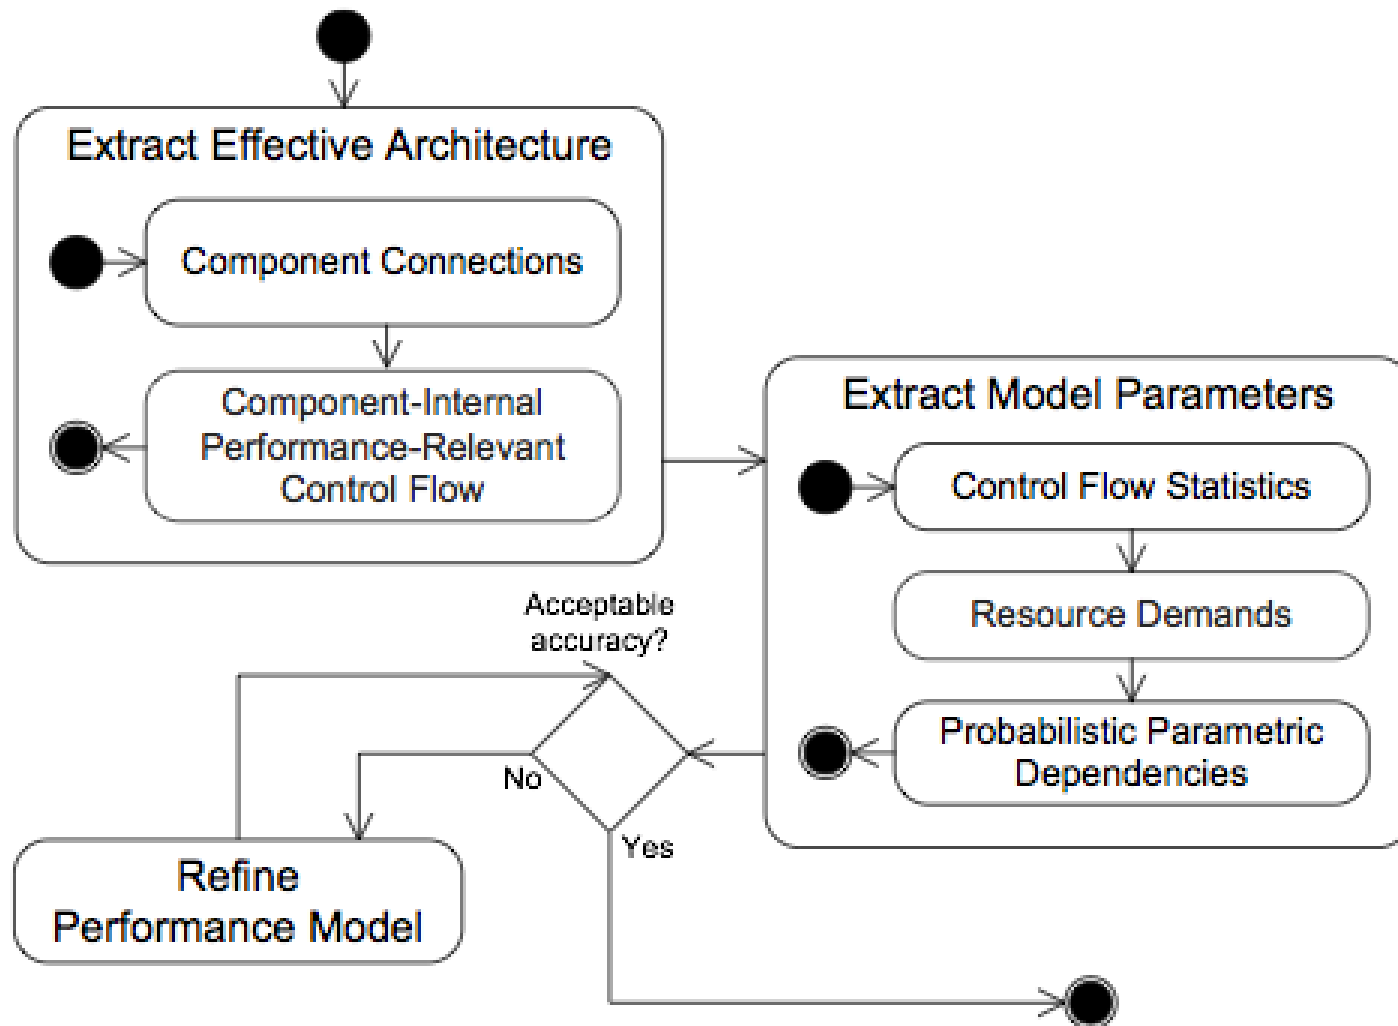 Extract Effective Architecture
Component Connections
Component-Internal
Performance-Relevant
Control Flow
Extract Model Parameters
Control Flow Statistics
Resource Demands
Probabilistic Parametric
Dependencies
Acceptable
accuracy?
No
Yes
Refine
Performance Model